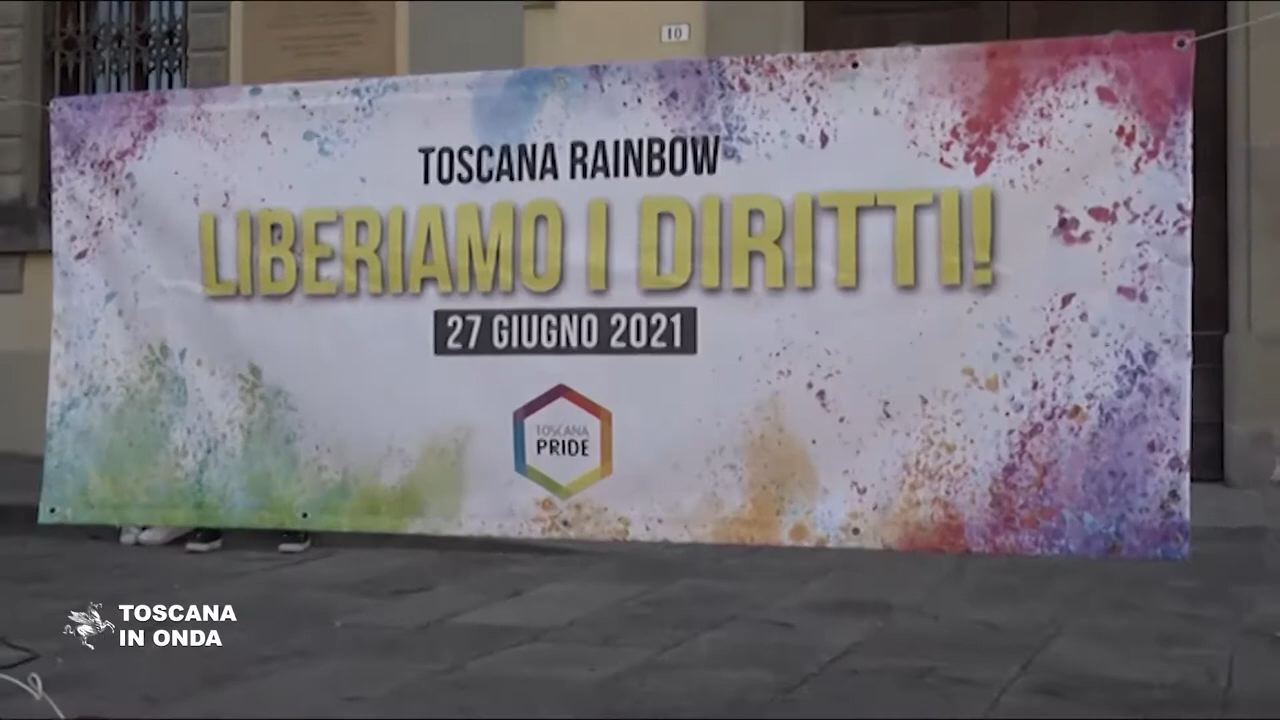 10
TOSCANA RAINBOW
LIBERIAMO I DIRITTI!
27 GIUGNO 2021
TOSCANA
PRIDE
TOSCANA
IN ONDA